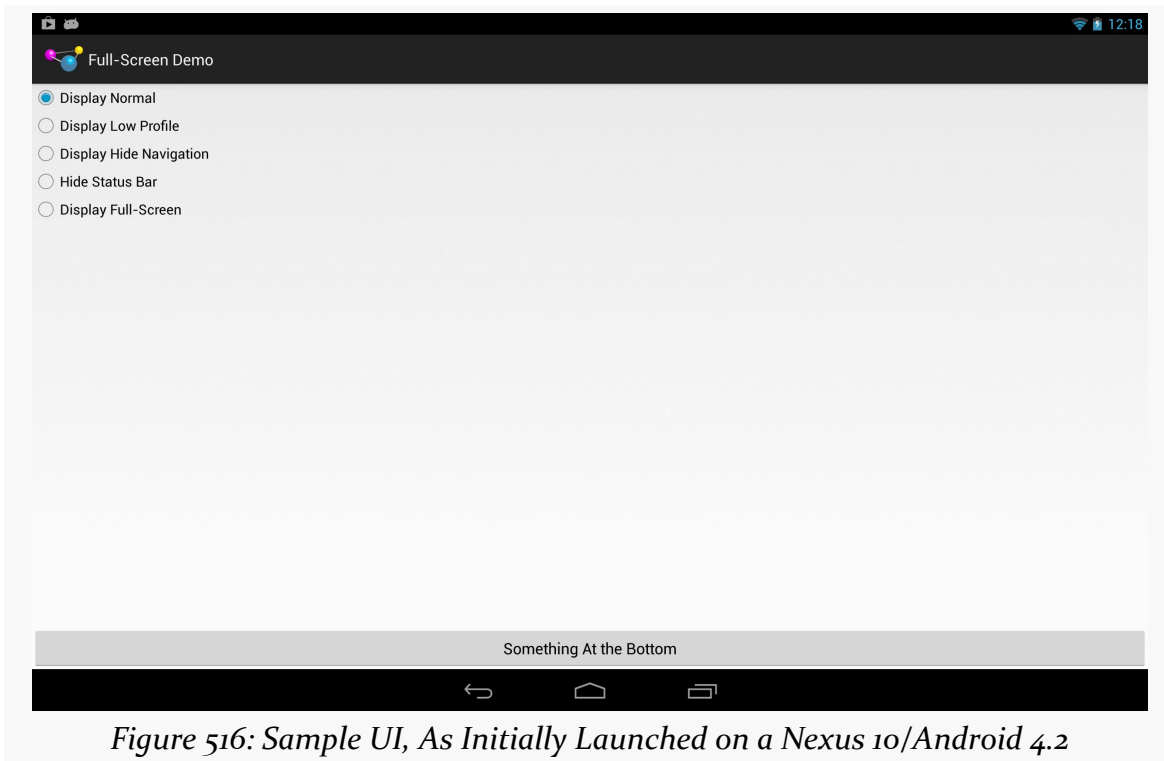 12:18
Full-Screen Demo
Display Normal
Display Low Profile
Display Hide Navigation
Hide Status Bar
Display Full-Screen
Something At the Bottom
Figure 516: Sample UI, As Initially Launched on a Nexus 10/Android 4.2